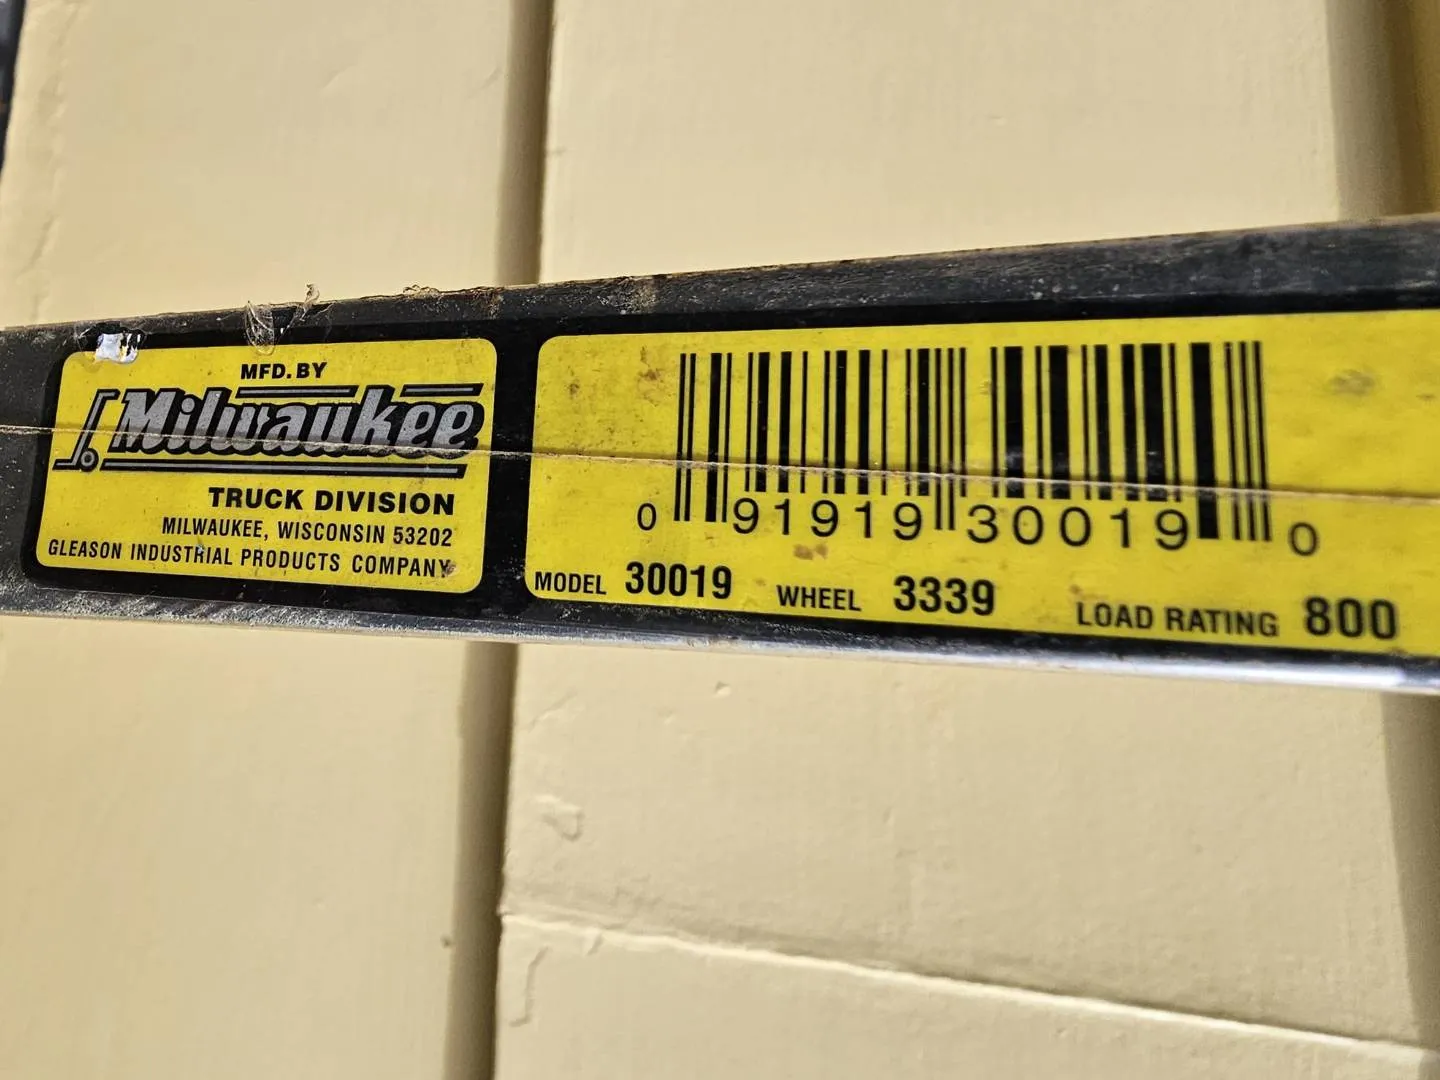 MFD. BY
Milwaukee
TRUCK DIVISION
MILWAUKEE, WISCONSIN 53202
GLEASON INDUSTRIAL PRODUCTS COMPANY
0 91919 30019 0
MODEL 30019 WHEEL 3339 LOAD RATING 800